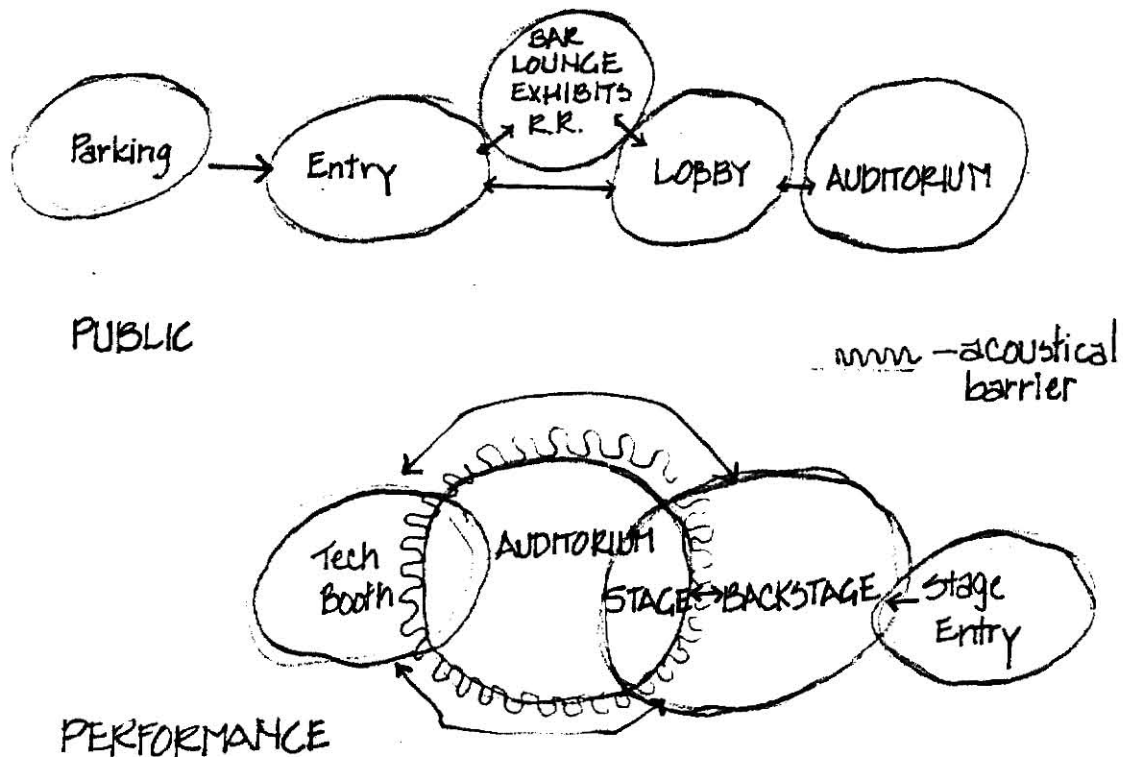 BAR
LOUNGE
EXHIBITS
R.R.
Parking
Entry
LOBBY
AUDITORIUM
PUBLIC
-acoustical
barrier
Tech
Booth
AUDITORIUM
STAGE
BACKSTAGE
Stage
Entry
PERFORMANCE